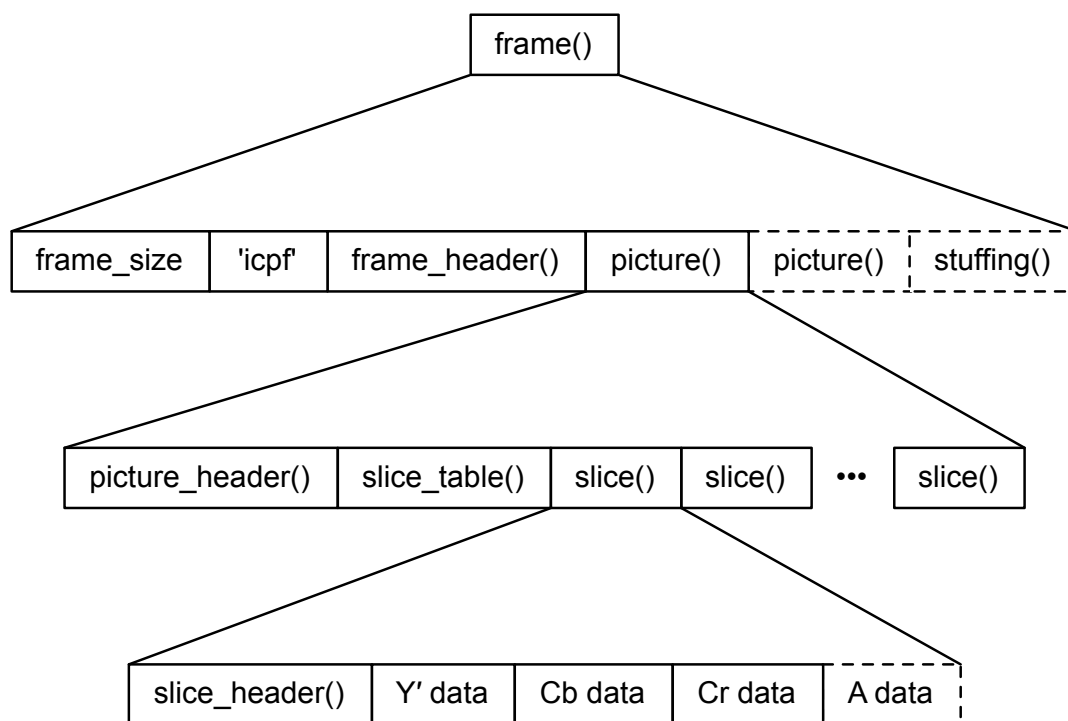 frame()
frame_size 'icpf' frame_header() picture() picture() stuffing()
picture_header() slice_table() slice() slice() ••• slice()
slice_header() Y′ data Cb data Cr data A data